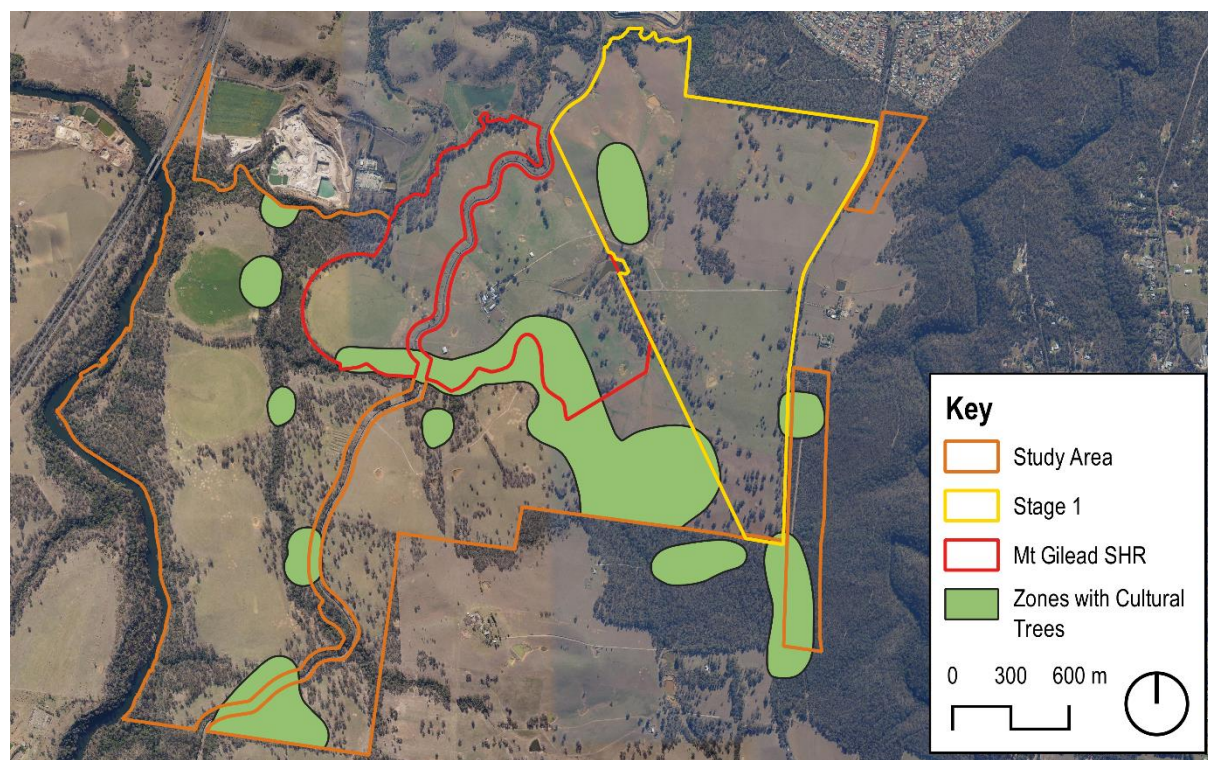 Key
Study Area
Stage 1
Mt Gilead SHR
Zones with Cultural
Trees
0 300 600 m